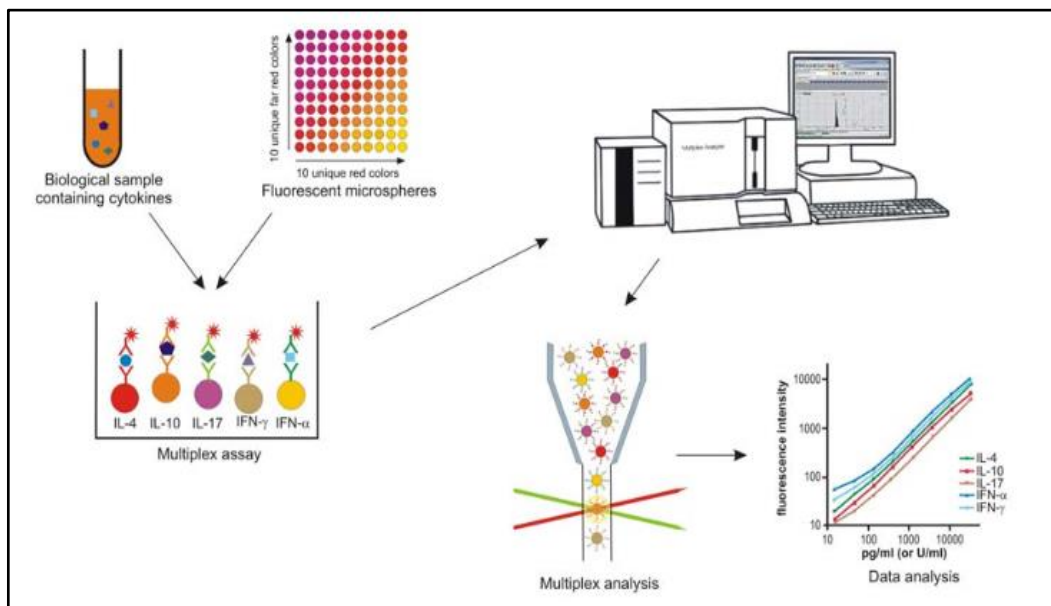 10 unique far red colors
10 unique red colors
Fluorescent microspheres
Biological sample
containing cytokines
IL-4
IL-10
IL-17
IFN-γ
IFN-α
Multiplex assay
Multiplex Analyzer
Multiplex analysis
fluorescence intensity
10000
1000
100
10
IL-4
IL-10
IL-17
IFN-α
IFN-γ
10
100
1000
10000
pg/ml (or U/ml)
Data analysis